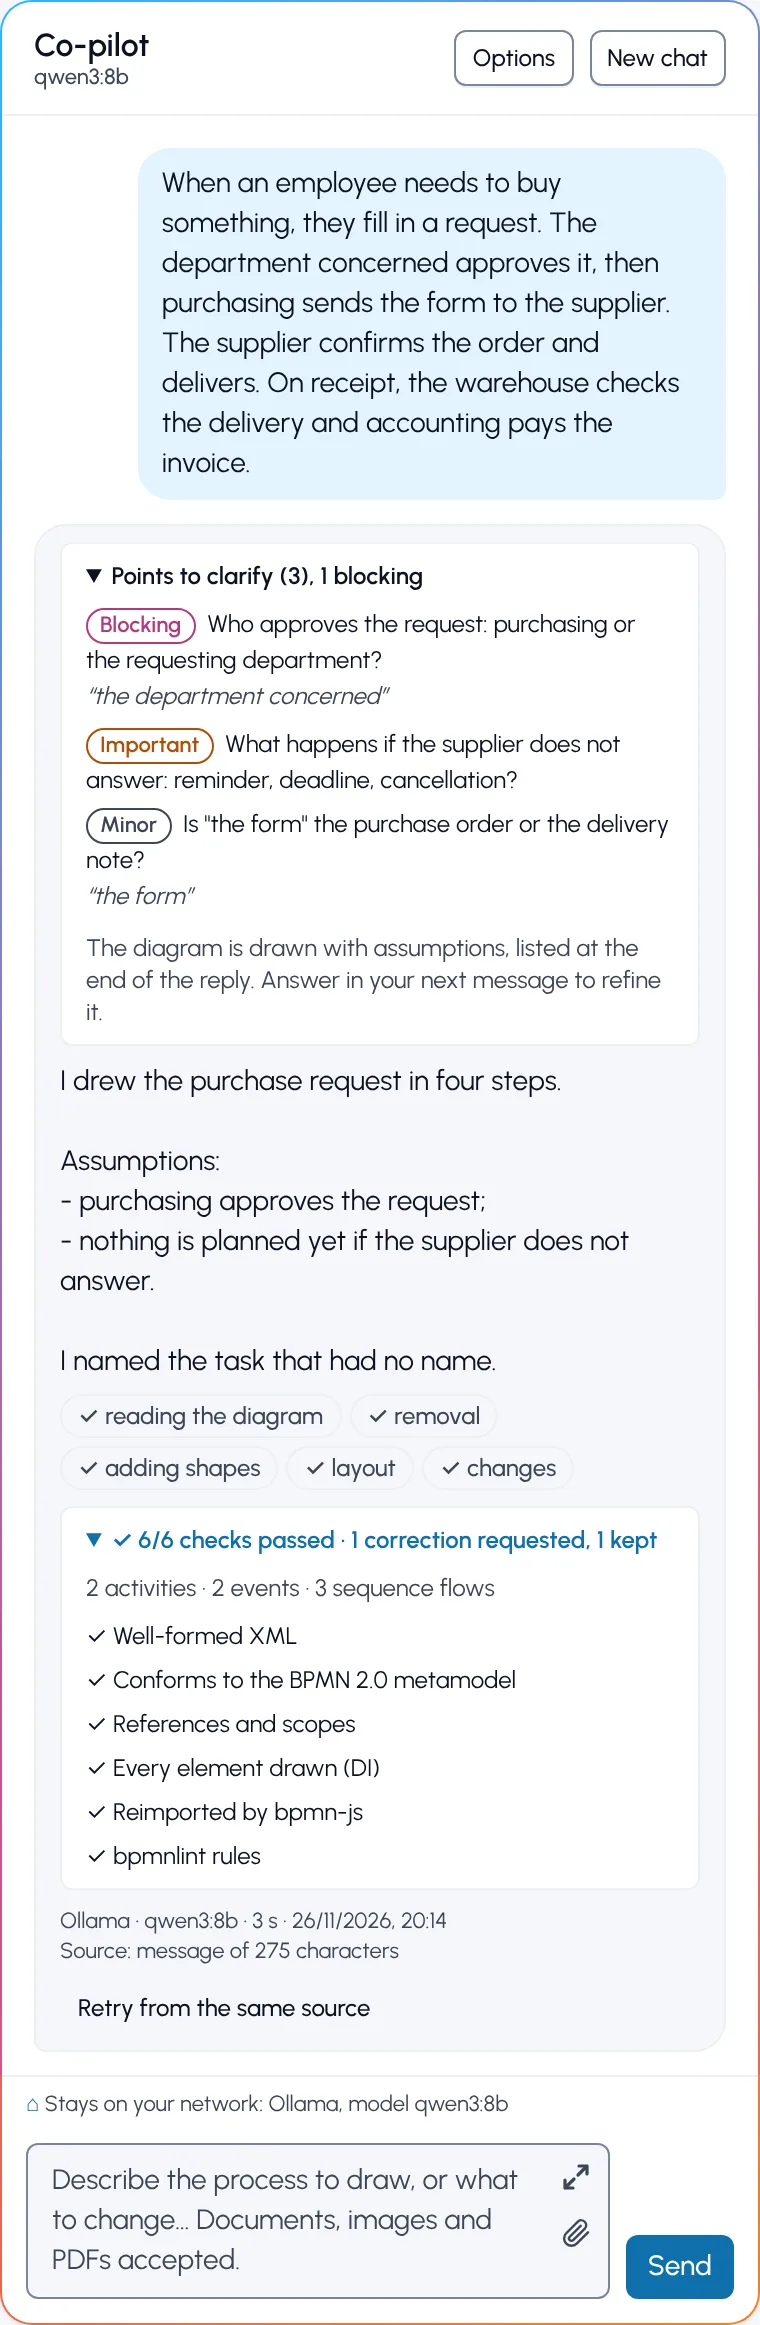 Co-pilot
qwen3:8b
Options
New chat
When an employee needs to buy
something, they fill in a request. The
department concerned approves it, then
purchasing sends the form to the supplier.
The supplier confirms the order and
delivers. On receipt, the warehouse checks
the delivery and accounting pays the
invoice.
▼ Points to clarify (3), 1 blocking
Blocking Who approves the request: purchasing or
the requesting department?
“the department concerned”
Important What happens if the supplier does not
answer: reminder, deadline, cancellation?
Minor Is "the form" the purchase order or the delivery
note?
“the form”
The diagram is drawn with assumptions, listed at the
end of the reply. Answer in your next message to refine
it.
I drew the purchase request in four steps.
Assumptions:
- purchasing approves the request;
- nothing is planned yet if the supplier does not
answer.
I named the task that had no name.
✓ reading the diagram
✓ removal
✓ adding shapes
✓ layout
✓ changes
▼ ✓ 6/6 checks passed · 1 correction requested, 1 kept
2 activities · 2 events · 3 sequence flows
✓ Well-formed XML
✓ Conforms to the BPMN 2.0 metamodel
✓ References and scopes
✓ Every element drawn (DI)
✓ Reimported by bpmn-js
✓ bpmnlint rules
Ollama · qwen3:8b · 3 s · 26/11/2026, 20:14
Source: message of 275 characters
Retry from the same source
⌂ Stays on your network: Ollama, model qwen3:8b
Describe the process to draw, or what
to change... Documents, images and
PDFs accepted.
Send